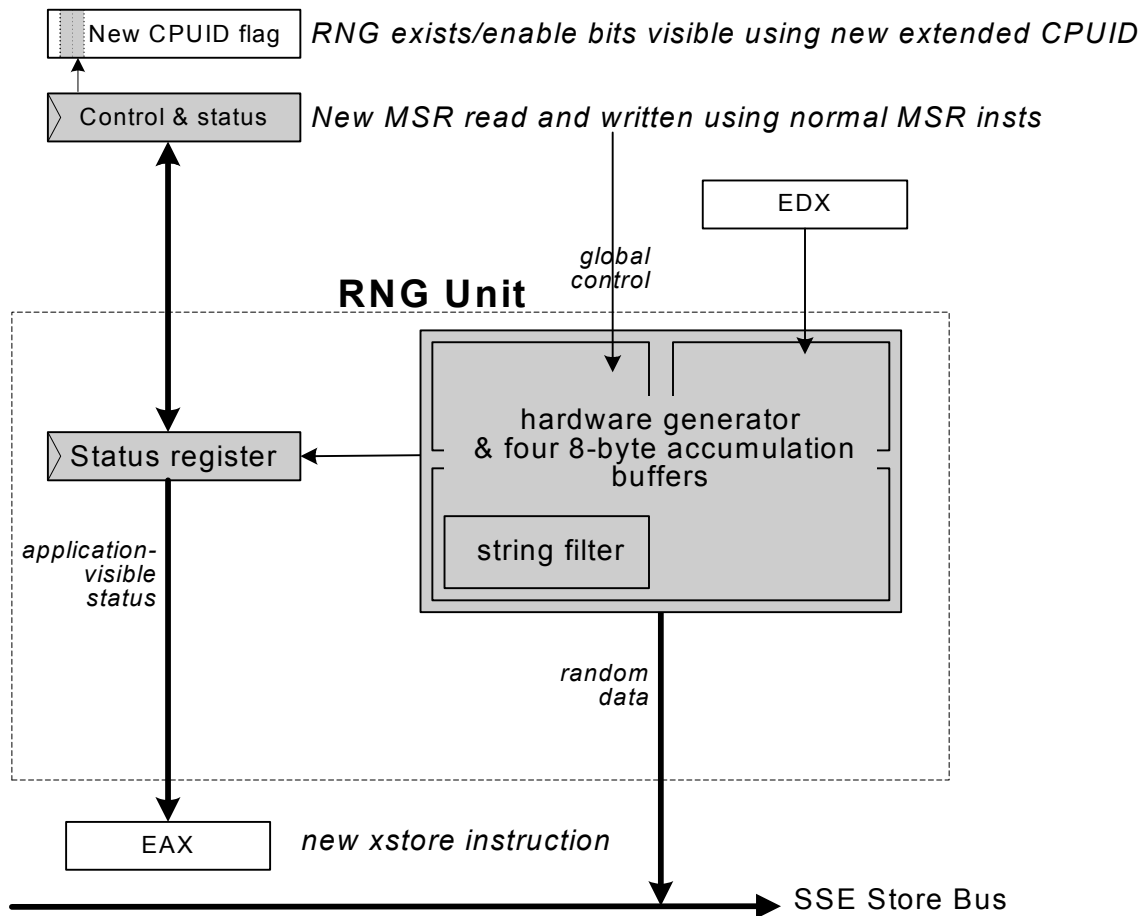 New CPUID flag
RNG exists/enable bits visible using new extended CPUID
Control & status
New MSR read and written using normal MSR insts
EDX
global
control
RNG Unit
hardware generator
& four 8-byte accumulation
buffers
Status register
string filter
application-
visible
status
random
data
EAX
new xstore instruction
SSE Store Bus